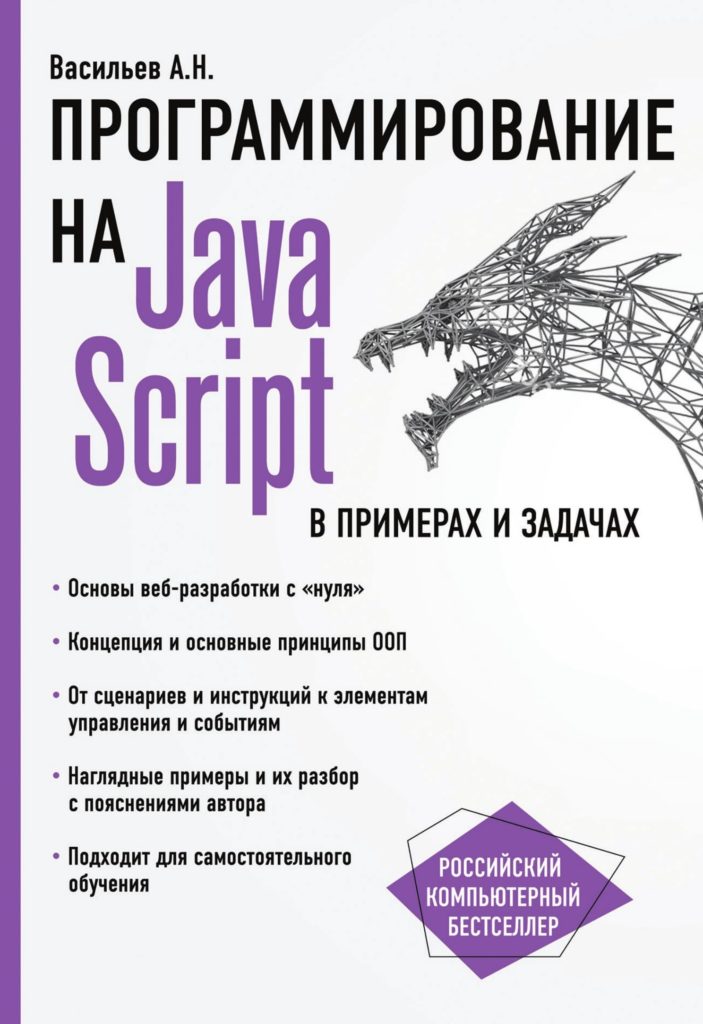 Васильев А.Н.
ПРОГРАММИРОВАНИЕ
НА Java
Script
В ПРИМЕРАХ И ЗАДАЧАХ
• Основы веб-разработки с «нуля»
• Концепция и основные принципы ООП
• От сценариев и инструкций к элементам
управления и событиям
• Наглядные примеры и их разбор
с пояснениями автора
• Подходит для самостоятельного
обучения
РОССИЙСКИЙ
КОМПЬЮТЕРНЫЙ
БЕСТСЕЛЛЕР